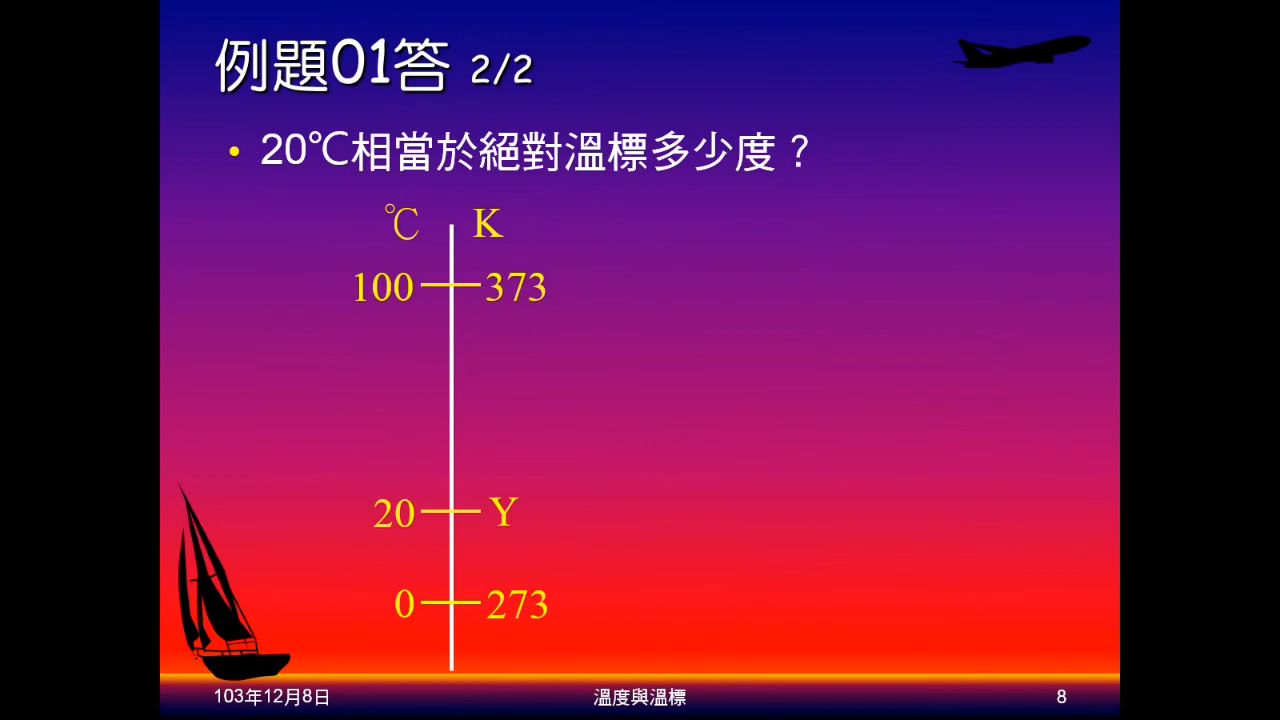 例題01答 2/2
• 20℃相當於絕對溫標多少度？
℃ K
100 373
20 Y
0 273
103年12月8日 溫度與溫標 8